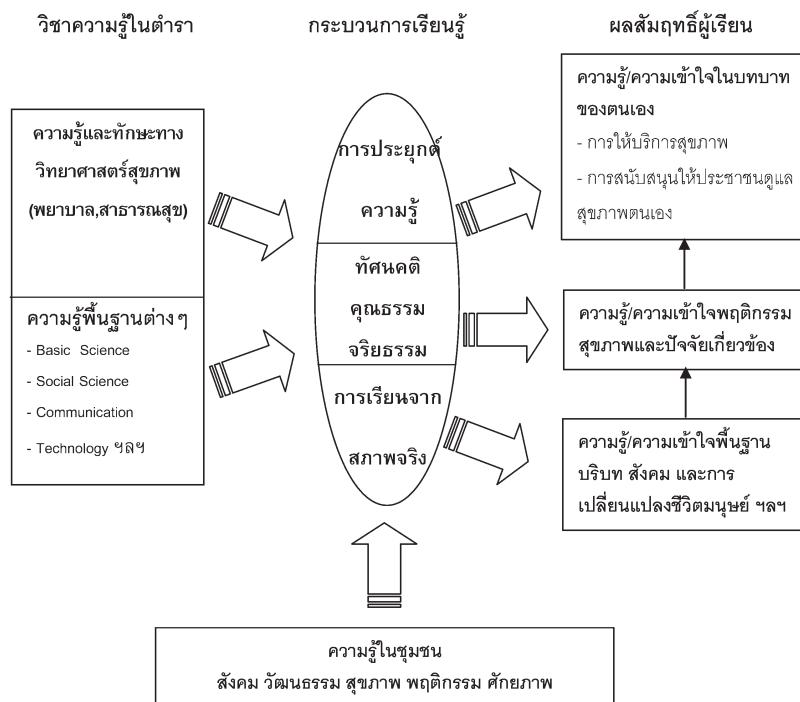 วิชาความรู้ในตำรา
กระบวนการเรียนรู้
ผลสัมฤทธิ์ผู้เรียน
ความรู้และทักษะทาง
วิทยาศาสตร์สุขภาพ
(พยาบาล,สาธารณสุข)
ความรู้พื้นฐานต่างๆ
- Basic Science
- Social Science
- Communication
- Technology ฯลฯ
การประยุกต์
ความรู้
ทัศนคติ
คุณธรรม
จริยธรรม
การเรียนจาก
สภาพจริง
ความรู้/ความเข้าใจในบทบาท
ของตนเอง
- การให้บริการสุขภาพ
- การสนับสนุนให้ประชาชนดูแล
สุขภาพตนเอง
ความรู้/ความเข้าใจพฤติกรรม
สุขภาพและปัจจัยเกี่ยวข้อง
ความรู้/ความเข้าใจพื้นฐาน
บริบท สังคม และการ
เปลี่ยนแปลงชีวิตมนุษย์ ฯลฯ
ความรู้ในชุมชน
สังคม วัฒนธรรม สุขภาพ พฤติกรรม ศักยภาพ